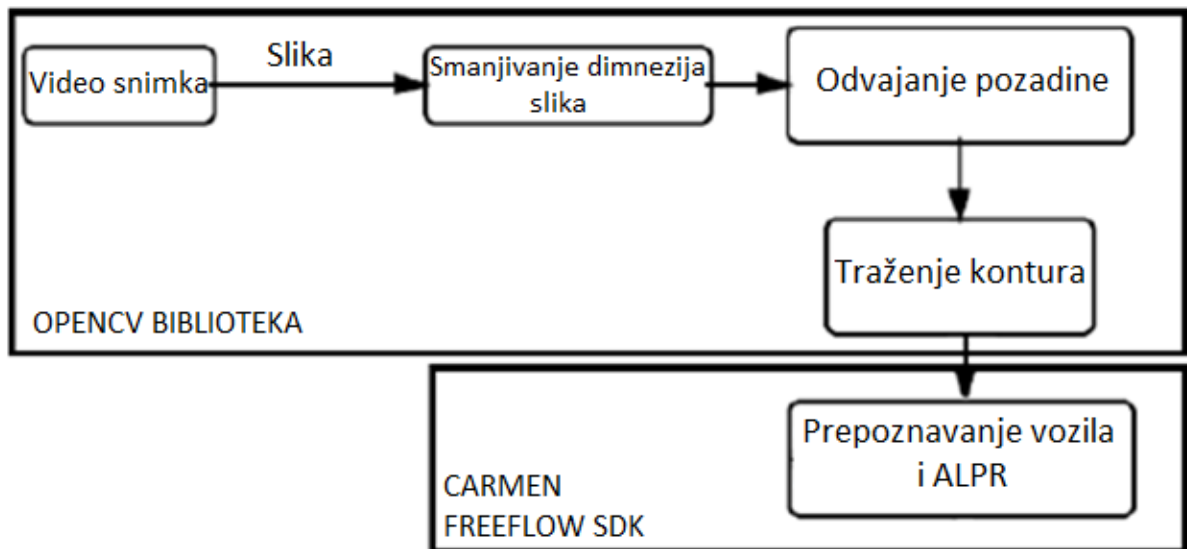 Video snimka
Slika
Smanjivanje dimnezija
slika
Odvajanje pozadine
Traženje kontura
OPENCV BIBLIOTEKA
Prepoznavanje vozila
i ALPR
CARMEN
FREEFLOW SDK